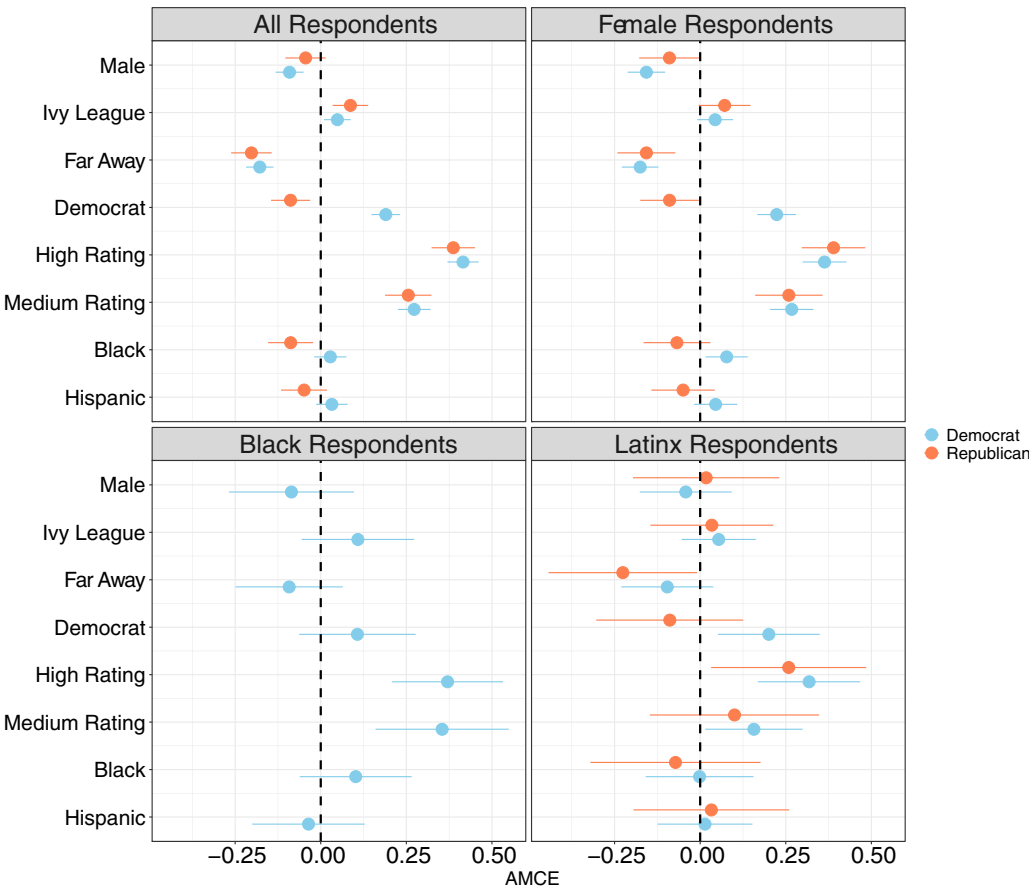 All Respondents
Female Respondents
Male
Ivy League
Far Away
Democrat
High Rating
Medium Rating
Black
Hispanic
Democrat
Republican
Black Respondents
Latinx Respondents
Male
Ivy League
Far Away
Democrat
High Rating
Medium Rating
Black
Hispanic
−0.25 0.00 0.25 0.50
−0.25 0.00 0.25 0.50
AMCE